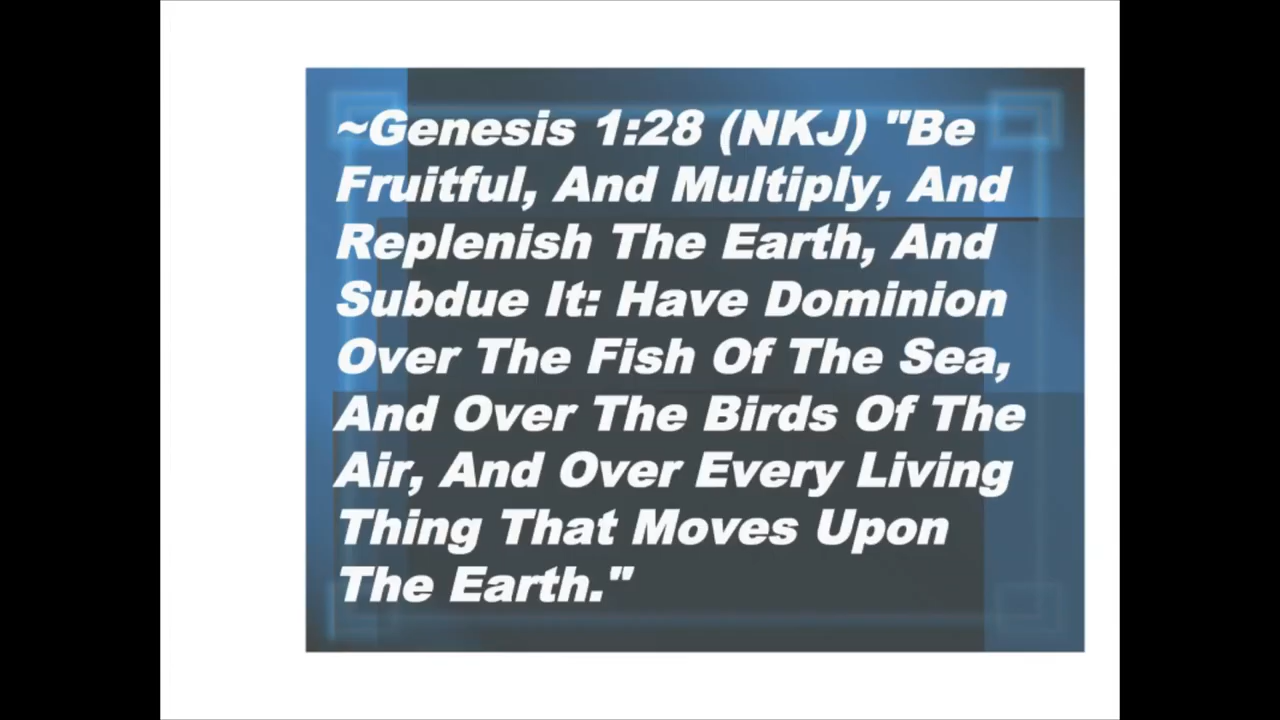 ~Genesis 1:28 (NKJ) "Be
Fruitful, And Multiply, And
Replenish The Earth, And
Subdue It: Have Dominion
Over The Fish Of The Sea,
And Over The Birds Of The
Air, And Over Every Living
Thing That Moves Upon
The Earth."